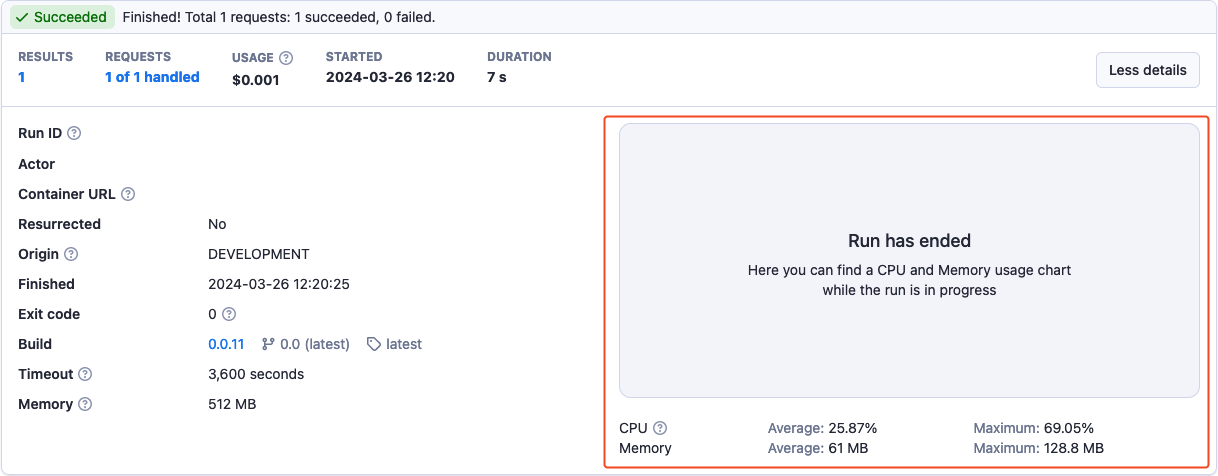 Succeeded Finished! Total 1 requests: 1 succeeded, 0 failed.
RESULTS REQUESTS USAGE STARTED DURATION
1 1 of 1 handled $0.001 2024-03-26 12:20 7 s
Less details
Run ID
Actor
Container URL
Resurrected No
Origin DEVELOPMENT
Finished 2024-03-26 12:20:25
Exit code 0
Build 0.0.11 0.0 (latest) latest
Timeout 3,600 seconds
Memory 512 MB
Run has ended
Here you can find a CPU and Memory usage chart
while the run is in progress
CPU Average: 25.87% Maximum: 69.05%
Memory Average: 61 MB Maximum: 128.8 MB